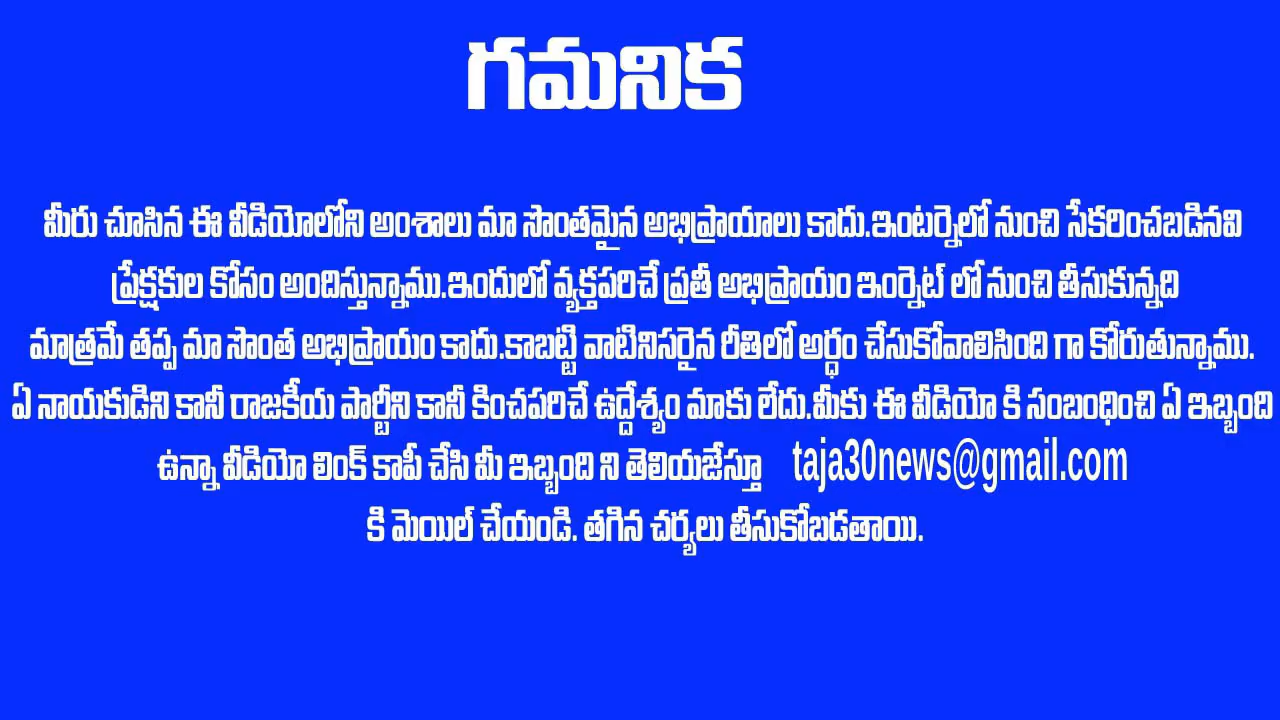 గమనిక
మీరు చూసిన ఈ వీడియోలోని అంశాలు మా సొంతమైన అభిప్రాయాలు కాదు.ఇంటర్నెలో నుంచి సేకరించబడినవి
ప్రేక్షకుల కోసం అందిస్తున్నాము.ఇందులో వ్యక్తపరిచే ప్రతీ అభిప్రాయం ఇంర్నెట్ లో నుంచి తీసుకున్నది
మాత్రమే తప్ప మా సొంత అభిప్రాయం కాదు.కాబట్టి వాటినిసరైన రీతిలో అర్ధం చేసుకోవాలిసింది గా కోరుతున్నాము.
ఏ నాయకుడిని కానీ రాజకీయ పార్టీని కానీ కించపరిచే ఉద్దేశ్యం మాకు లేదు.మీకు ఈ వీడియో కి సంబంధించి ఏ ఇబ్బంది
ఉన్నా వీడియో లింక్ కాపీ చేసి మీ ఇబ్బంది ని తెలియజేస్తూ taja30news@gmail.com
కి మెయిల్ చేయండి. తగిన చర్యలు తీసుకోబడతాయి.